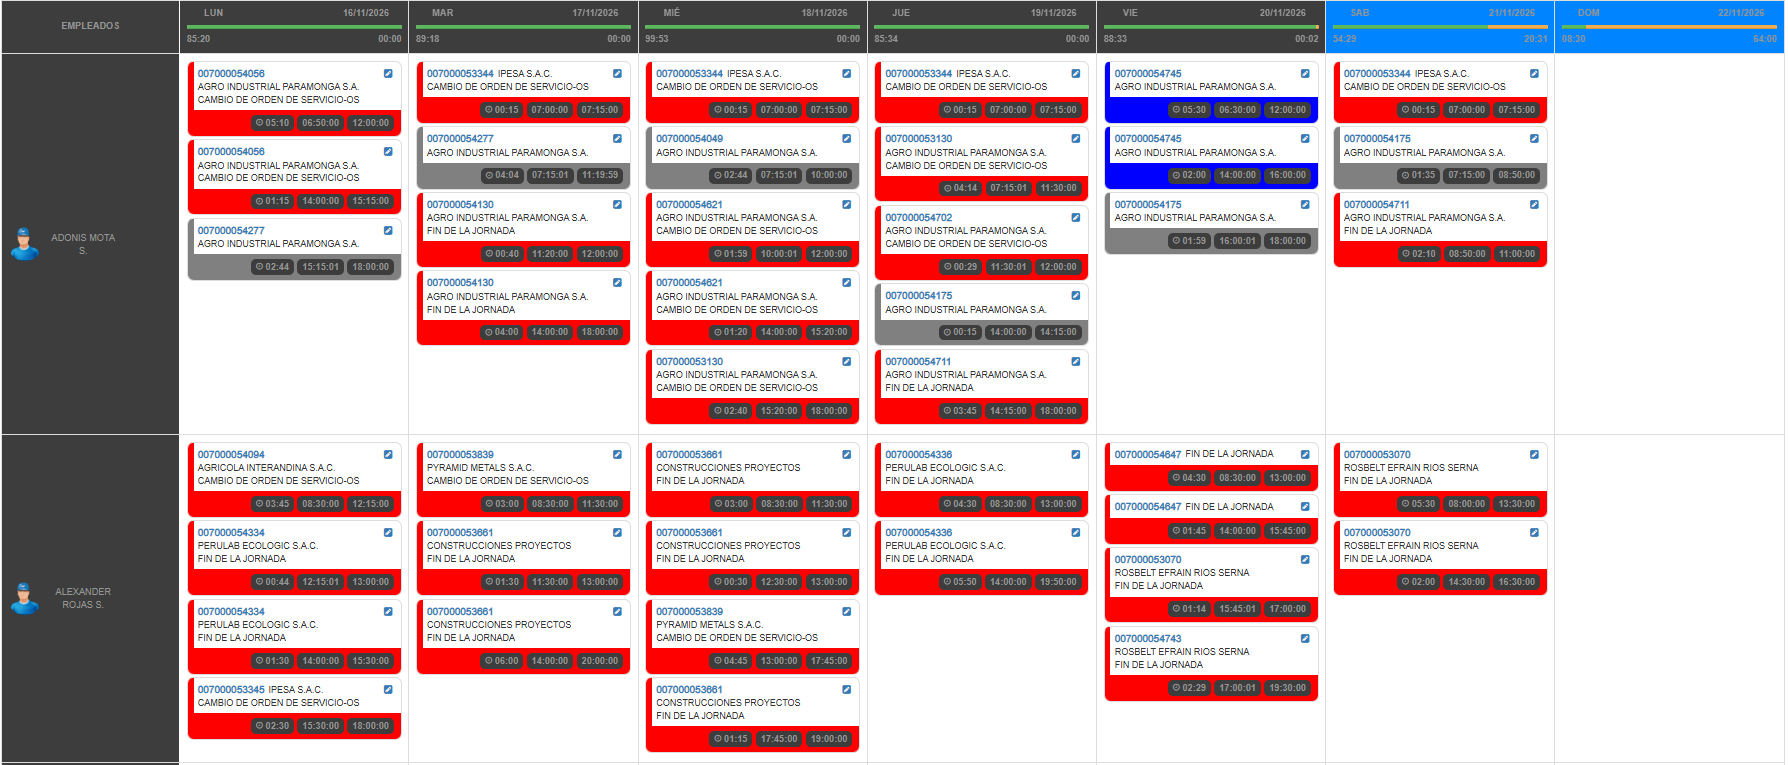 EMPLEADOS
LUN 16/11/2026
85:20 00:00
MAR 17/11/2026
89:18 00:00
MIÉ 18/11/2026
99:53 00:00
JUE 19/11/2026
85:34 00:00
VIE 20/11/2026
88:33 00:02
SAB 21/11/2026
54:29 20:31
DOM 22/11/2026
08:30 64:00
ADONIS MOTA
S.
007000054056
AGRO INDUSTRIAL PARAMONGA S.A.
CAMBIO DE ORDEN DE SERVICIO-OS
05:10 06:50:00 12:00:00
007000054056
AGRO INDUSTRIAL PARAMONGA S.A.
CAMBIO DE ORDEN DE SERVICIO-OS
01:15 14:00:00 15:15:00
007000054277
AGRO INDUSTRIAL PARAMONGA S.A.
02:44 15:15:01 18:00:00
007000053344 IPESA S.A.C.
CAMBIO DE ORDEN DE SERVICIO-OS
00:15 07:00:00 07:15:00
007000054277
AGRO INDUSTRIAL PARAMONGA S.A.
04:04 07:15:01 11:19:59
007000054130
AGRO INDUSTRIAL PARAMONGA S.A.
FIN DE LA JORNADA
00:40 11:20:00 12:00:00
007000054130
AGRO INDUSTRIAL PARAMONGA S.A.
FIN DE LA JORNADA
04:00 14:00:00 18:00:00
007000053344 IPESA S.A.C.
CAMBIO DE ORDEN DE SERVICIO-OS
00:15 07:00:00 07:15:00
007000054049
AGRO INDUSTRIAL PARAMONGA S.A.
02:44 07:15:01 10:00:00
007000054621
AGRO INDUSTRIAL PARAMONGA S.A.
CAMBIO DE ORDEN DE SERVICIO-OS
01:59 10:00:01 12:00:00
007000054621
AGRO INDUSTRIAL PARAMONGA S.A.
CAMBIO DE ORDEN DE SERVICIO-OS
01:20 14:00:00 15:20:00
007000053130
AGRO INDUSTRIAL PARAMONGA S.A.
CAMBIO DE ORDEN DE SERVICIO-OS
02:40 15:20:00 18:00:00
007000053344 IPESA S.A.C.
CAMBIO DE ORDEN DE SERVICIO-OS
00:15 07:00:00 07:15:00
007000053130
AGRO INDUSTRIAL PARAMONGA S.A.
CAMBIO DE ORDEN DE SERVICIO-OS
04:14 07:15:01 11:30:00
007000054702
AGRO INDUSTRIAL PARAMONGA S.A.
CAMBIO DE ORDEN DE SERVICIO-OS
00:29 11:30:01 12:00:00
007000054175
AGRO INDUSTRIAL PARAMONGA S.A.
00:15 14:00:00 14:15:00
007000054711
AGRO INDUSTRIAL PARAMONGA S.A.
FIN DE LA JORNADA
03:45 14:15:00 18:00:00
007000054745
AGRO INDUSTRIAL PARAMONGA S.A.
05:30 06:30:00 12:00:00
007000054745
AGRO INDUSTRIAL PARAMONGA S.A.
02:00 14:00:00 16:00:00
007000054175
AGRO INDUSTRIAL PARAMONGA S.A.
01:59 16:00:01 18:00:00
007000053344 IPESA S.A.C.
CAMBIO DE ORDEN DE SERVICIO-OS
00:15 07:00:00 07:15:00
007000054175
AGRO INDUSTRIAL PARAMONGA S.A.
01:35 07:15:00 08:50:00
007000054711
AGRO INDUSTRIAL PARAMONGA S.A.
FIN DE LA JORNADA
02:10 08:50:00 11:00:00
ALEXANDER
ROJAS S.
007000054094
AGRICOLA INTERANDINA S.A.C.
CAMBIO DE ORDEN DE SERVICIO-OS
03:45 08:30:00 12:15:00
007000054334
PERULAB ECOLOGIC S.A.C.
FIN DE LA JORNADA
00:44 12:15:01 13:00:00
007000054334
PERULAB ECOLOGIC S.A.C.
FIN DE LA JORNADA
01:30 14:00:00 15:30:00
007000053345 IPESA S.A.C.
CAMBIO DE ORDEN DE SERVICIO-OS
02:30 15:30:00 18:00:00
007000053839
PYRAMID METALS S.A.C.
CAMBIO DE ORDEN DE SERVICIO-OS
03:00 08:30:00 11:30:00
007000053661
CONSTRUCCIONES PROYECTOS
FIN DE LA JORNADA
01:30 11:30:00 13:00:00
007000053661
CONSTRUCCIONES PROYECTOS
FIN DE LA JORNADA
06:00 14:00:00 20:00:00
007000053661
CONSTRUCCIONES PROYECTOS
FIN DE LA JORNADA
03:00 08:30:00 11:30:00
007000053661
CONSTRUCCIONES PROYECTOS
FIN DE LA JORNADA
00:30 12:30:00 13:00:00
007000053839
PYRAMID METALS S.A.C.
CAMBIO DE ORDEN DE SERVICIO-OS
04:45 13:00:00 17:45:00
007000053661
CONSTRUCCIONES PROYECTOS
FIN DE LA JORNADA
01:15 17:45:00 19:00:00
007000054336
PERULAB ECOLOGIC S.A.C.
FIN DE LA JORNADA
04:30 08:30:00 13:00:00
007000054336
PERULAB ECOLOGIC S.A.C.
FIN DE LA JORNADA
05:50 14:00:00 19:50:00
007000054647 FIN DE LA JORNADA
04:30 08:30:00 13:00:00
007000054647 FIN DE LA JORNADA
01:45 14:00:00 15:45:00
007000053070
ROSBELT EFRAIN RIOS SERNA
FIN DE LA JORNADA
01:14 15:45:01 17:00:00
007000054743
ROSBELT EFRAIN RIOS SERNA
FIN DE LA JORNADA
02:29 17:00:01 19:30:00
007000053070
ROSBELT EFRAIN RIOS SERNA
FIN DE LA JORNADA
05:30 08:00:00 13:30:00
007000053070
ROSBELT EFRAIN RIOS SERNA
FIN DE LA JORNADA
02:00 14:30:00 16:30:00